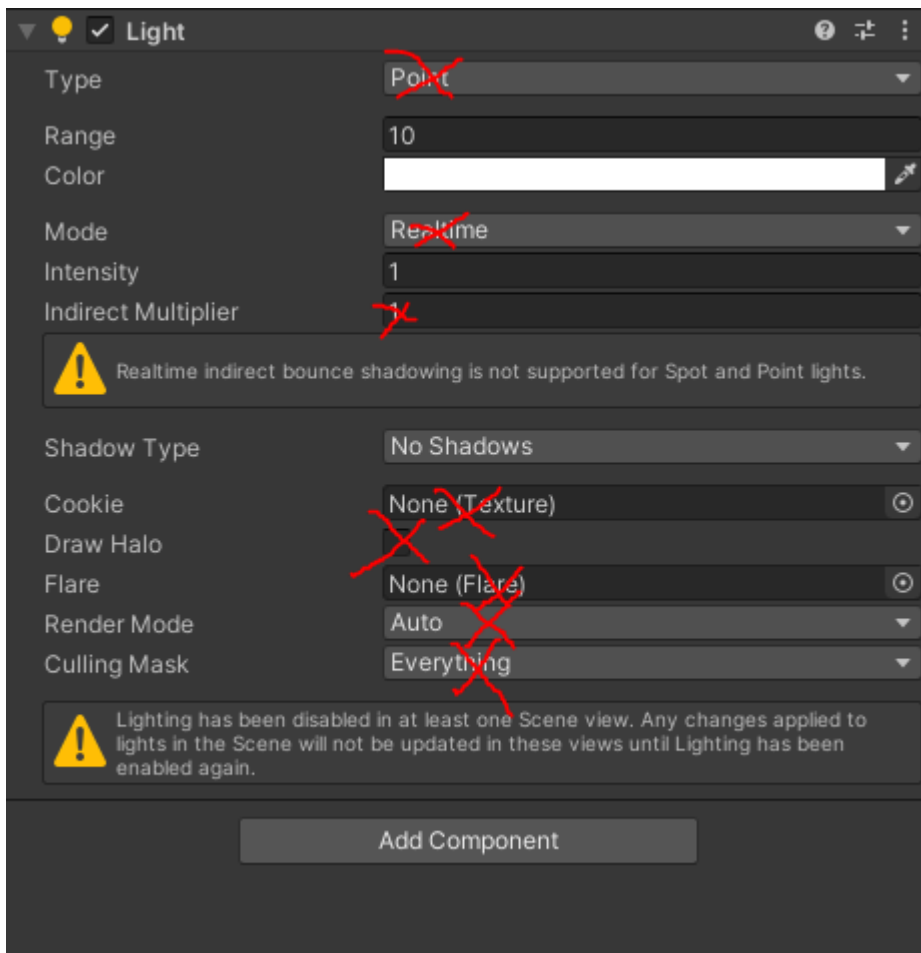 Light
Type Point
Range 10
Color
Mode Realtime
Intensity 1
Indirect Multiplier 1
Realtime indirect bounce shadowing is not supported for Spot and Point lights.
Shadow Type No Shadows
Cookie None (Texture)
Draw Halo
Flare None (Flare)
Render Mode Auto
Culling Mask Everything
Lighting has been disabled in at least one Scene view. Any changes applied to
lights in the Scene will not be updated in these views until Lighting has been
enabled again.
Add Component